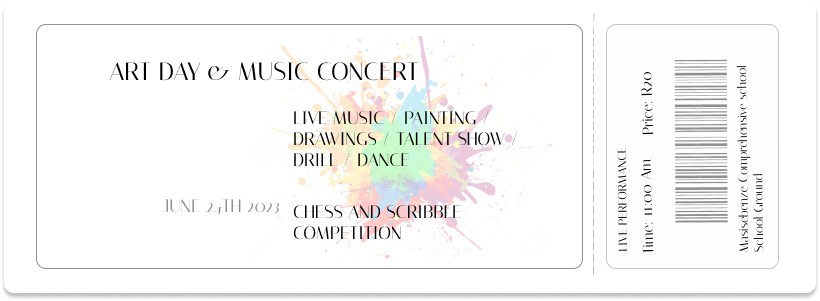 ART DAY & MUSIC CONCERT
LIVE MUSIC / PAINTING /
DRAWINGS / TALENT SHOW /
DRILL / DANCE
JUNE 24TH 2023
CHESS AND SCRIBBLE
COMPETITION
LIVE PERFORMANCE
Time: 11:00 Am Price: R20
Masisebenze Comprehensive school
School Ground